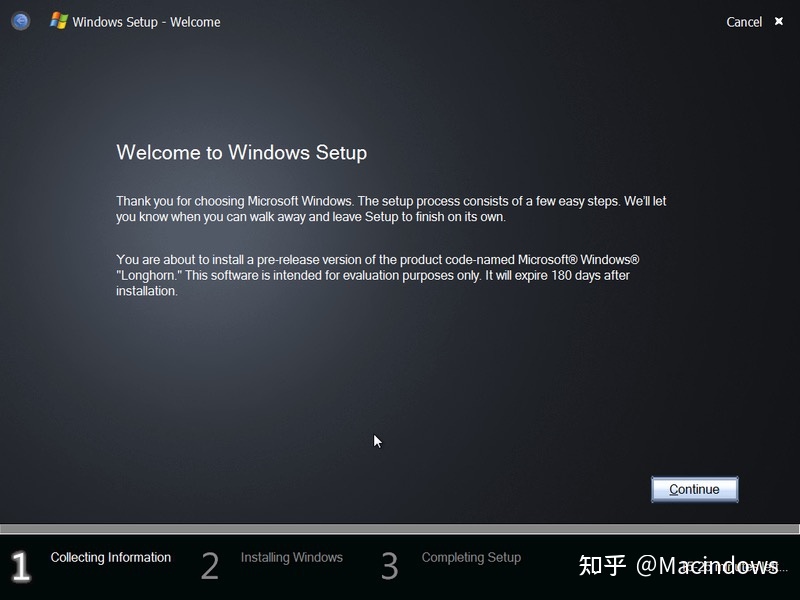 Windows Setup - Welcome
Cancel
Welcome to Windows Setup
Thank you for choosing Microsoft Windows. The setup process consists of a few easy steps. We'll let
you know when you can walk away and leave Setup to finish on its own.
You are about to install a pre-release version of the product code-named Microsoft® Windows®
"Longhorn." This software is intended for evaluation purposes only. It will expire 180 days after
installation.
Continue
1 Collecting Information
2 Installing Windows
3 Completing Setup
知乎 @Macindows